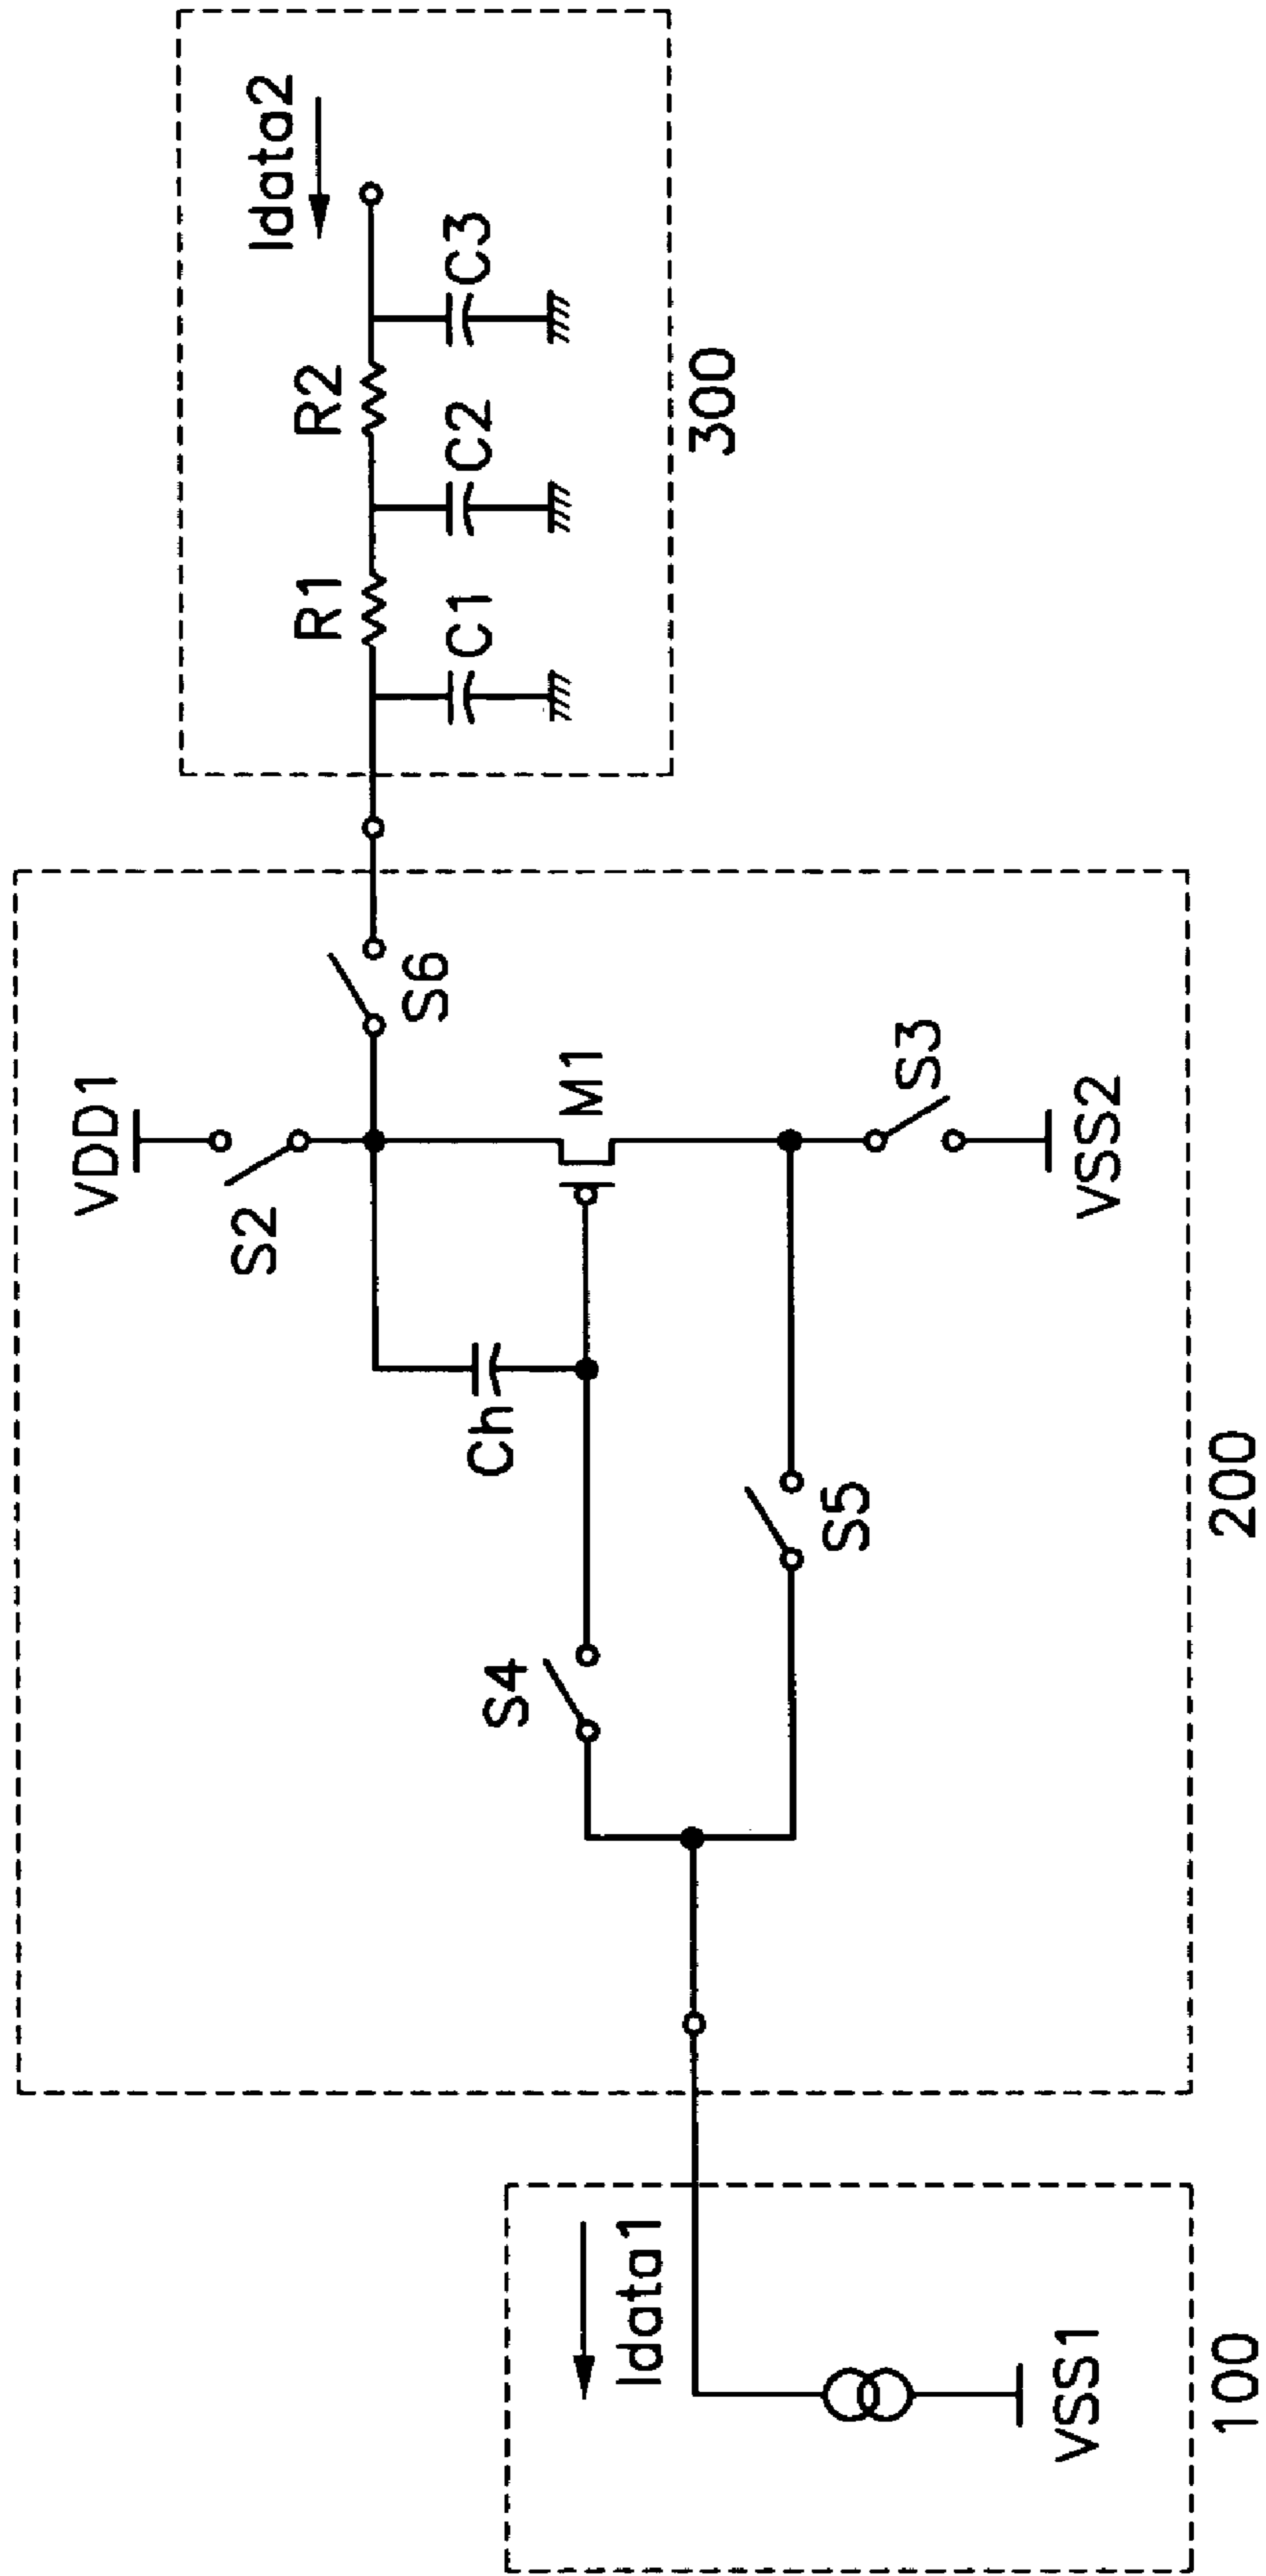 Idata1
VSS1
100
VDD1
S2
S6
Ch
M1
S4
S5
S3
VSS2
200
Idata2
R1
R2
C1
C2
C3
300